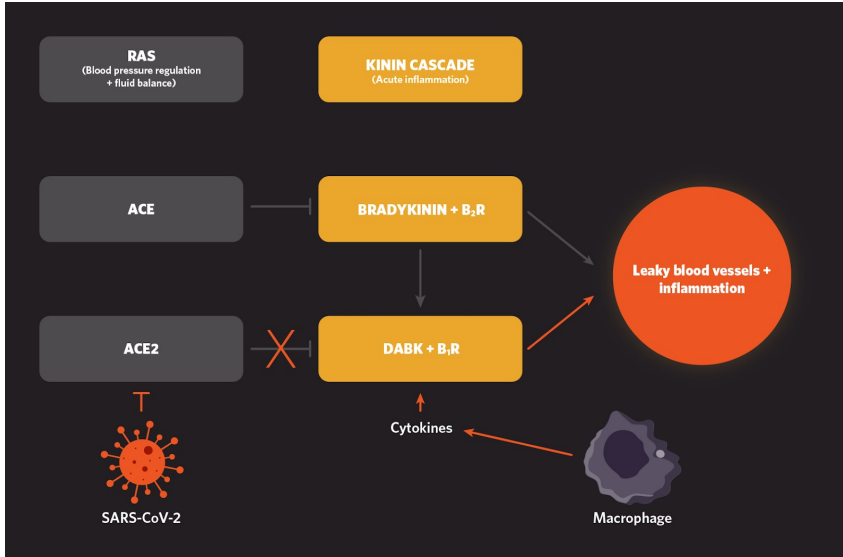 RAS
(Blood pressure regulation
+ fluid balance)
KININ CASCADE
(Acute inflammation)
ACE
BRADYKININ + B₂R
Leaky blood vessels +
inflammation
ACE2
DABK + B₁R
Cytokines
SARS-CoV-2
Macrophage